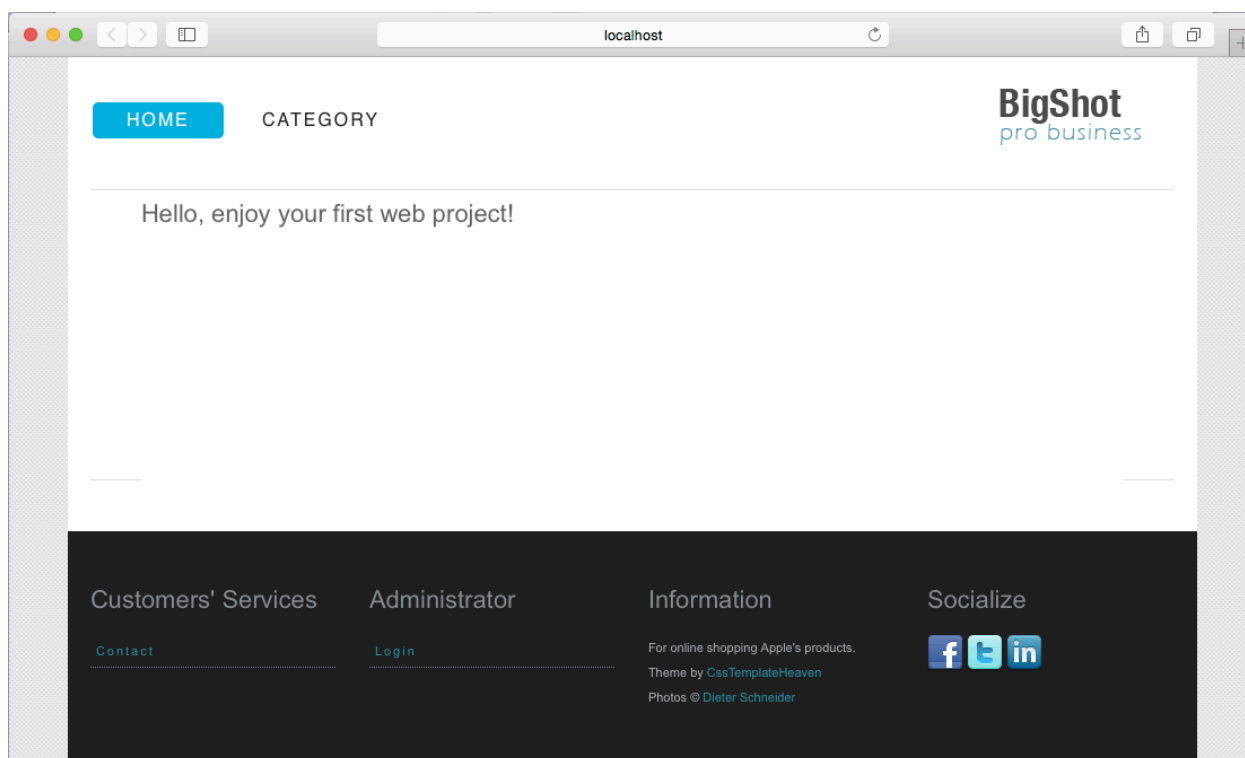 localhost
HOME CATEGORY
BigShot
pro business
Hello, enjoy your first web project!
Customers' Services
Contact
Administrator
Login
Information
For online shopping Apple's products.
Theme by CssTemplateHeaven
Photos © Dieter Schneider
Socialize
f t in